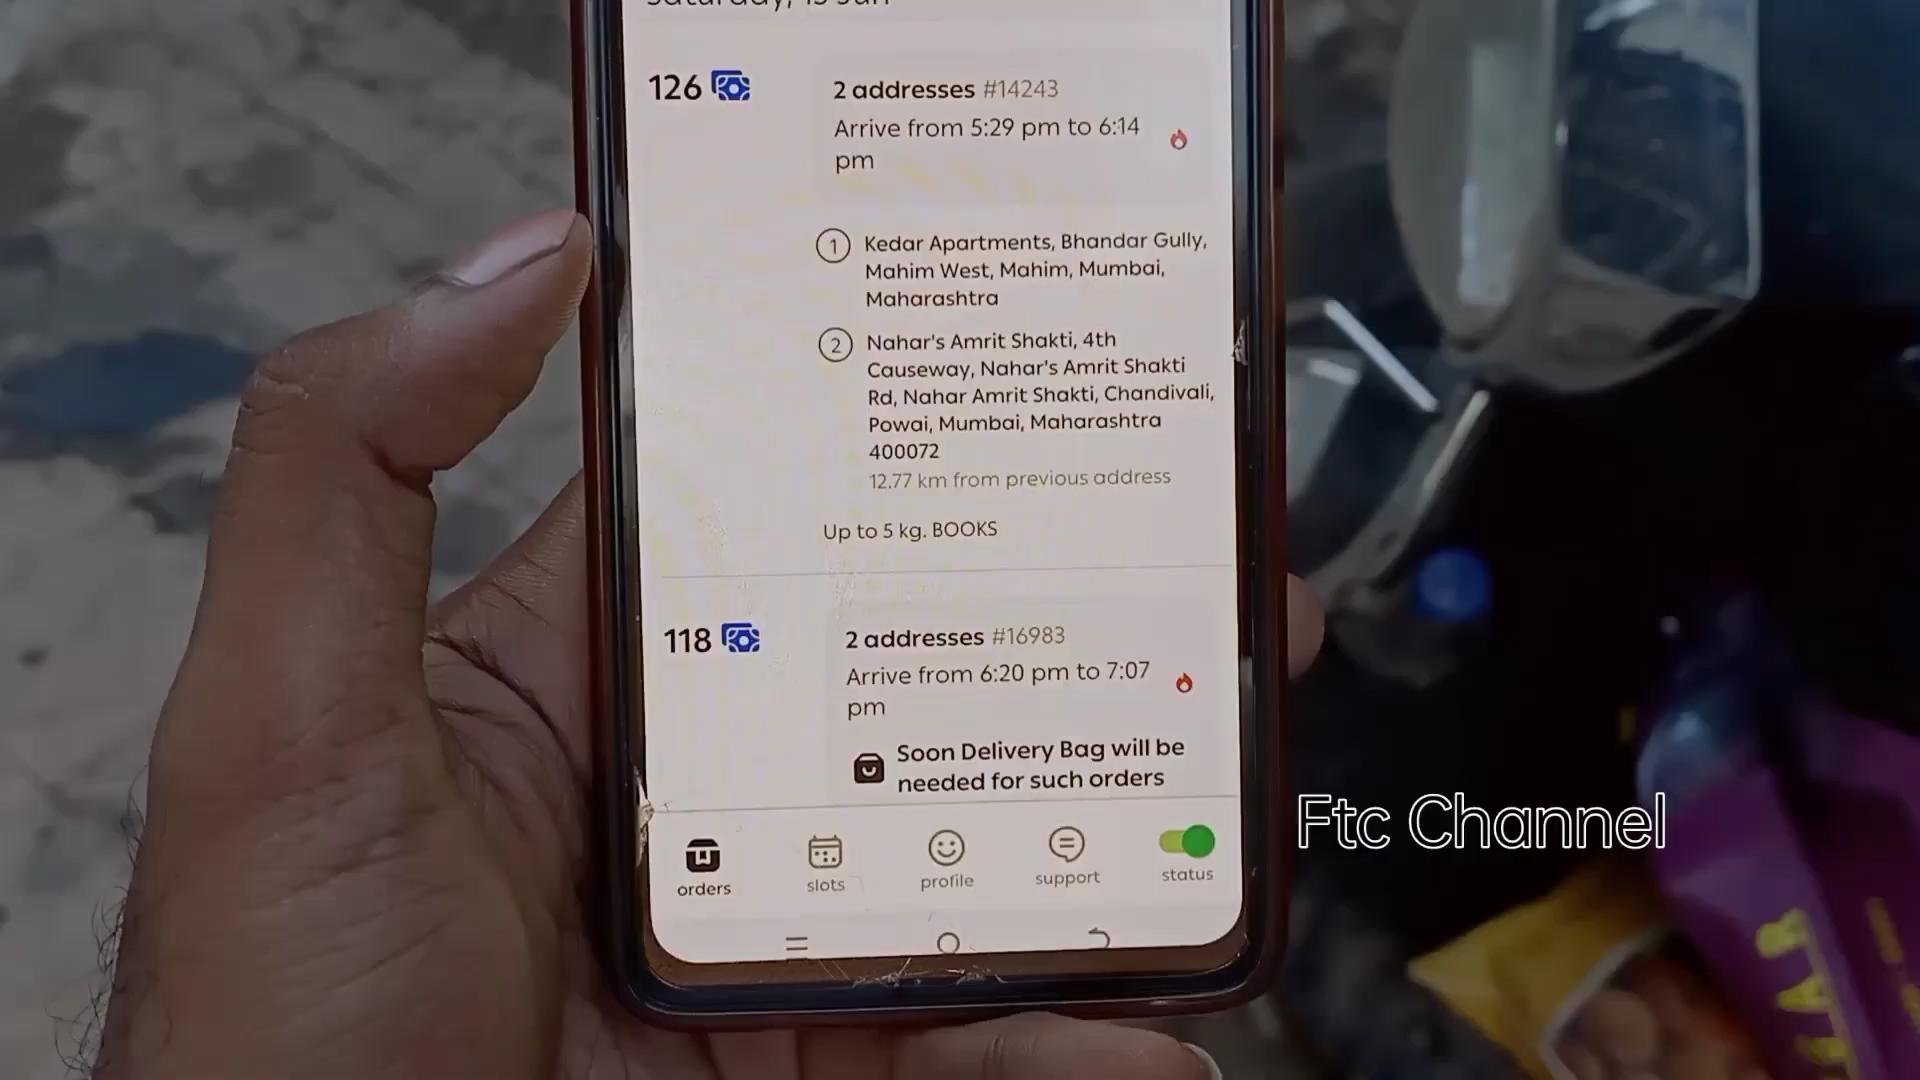 Saturday, 15 Jun
126
2 addresses #14243
Arrive from 5:29 pm to 6:14
pm
1 Kedar Apartments, Bhandar Gully,
Mahim West, Mahim, Mumbai,
Maharashtra
2 Nahar's Amrit Shakti, 4th
Causeway, Nahar's Amrit Shakti
Rd, Nahar Amrit Shakti, Chandivali,
Powai, Mumbai, Maharashtra
400072
12.77 km from previous address
Up to 5 kg. BOOKS
118
2 addresses #16983
Arrive from 6:20 pm to 7:07
pm
Soon Delivery Bag will be
needed for such orders
Ftc Channel
orders
slots
profile
support
status